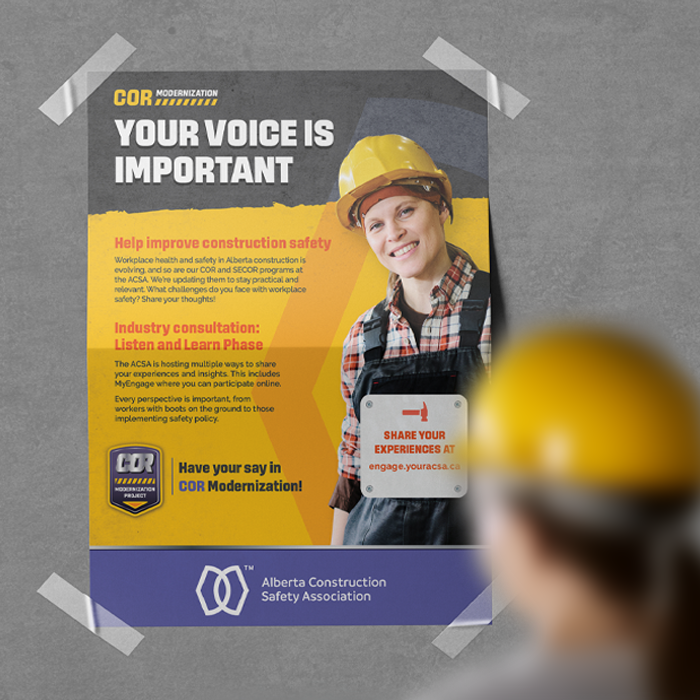 COR MODERNIZATION
YOUR VOICE IS
IMPORTANT
Help improve construction safety
Workplace health and safety in Alberta construction is
evolving, and so are our COR and SECOR programs at
the ACSA. We're updating them to stay practical and
relevant. What challenges do you face with workplace
safety? Share your thoughts!
Industry consultation:
Listen and Learn Phase
The ACSA is hosting multiple ways to share
your experiences and insights. This includes
MyEngage where you can participate online.
Every perspective is important, from
workers with boots on the ground to those
implementing safety policy.
SHARE YOUR
EXPERIENCES AT
engage.youracsa.ca
COR
MODERNIZATION
PROJECT
Have your say in
COR Modernization!
TM
Alberta Construction
Safety Association